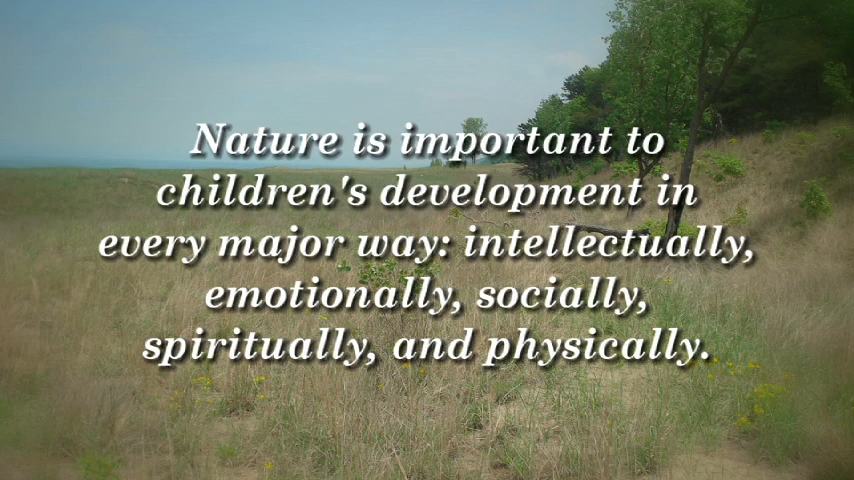 Nature is important to
children's development in
every major way: intellectually,
emotionally, socially,
spiritually, and physically.